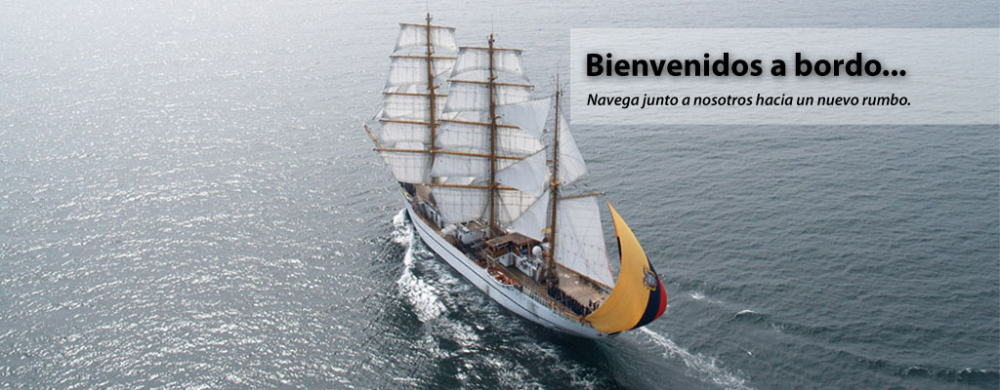 Bienvenidos a bordo...
Navega junto a nosotros hacia un nuevo rumbo.